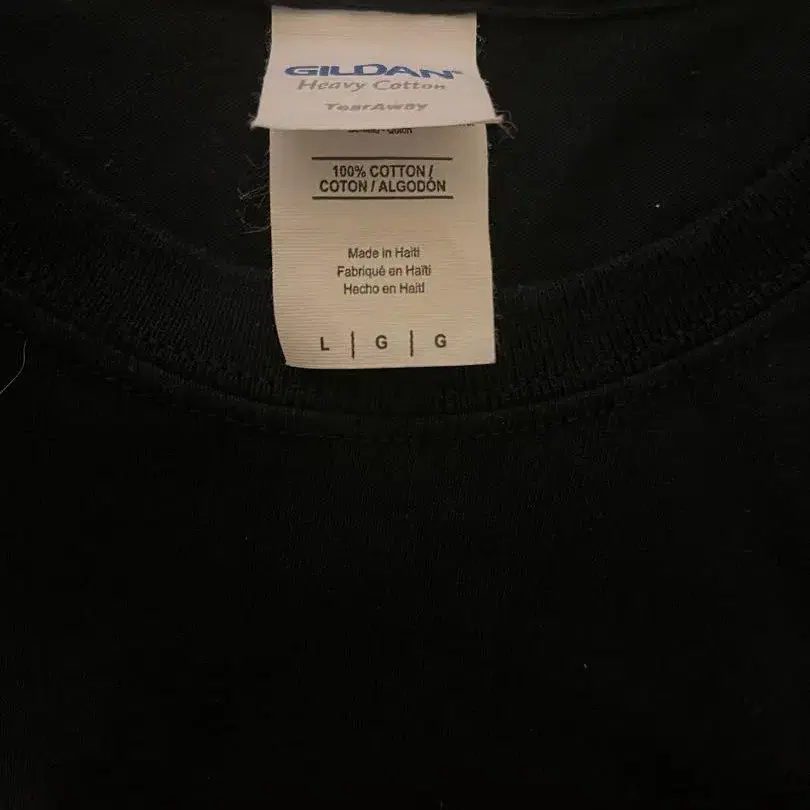 GILDAN
Heavy Cotton
TearAway
100% COTTON /
COTON / ALGODÓN
Made in Haiti
Fabriqué en Haïti
Hecho en Haití
L | G | G